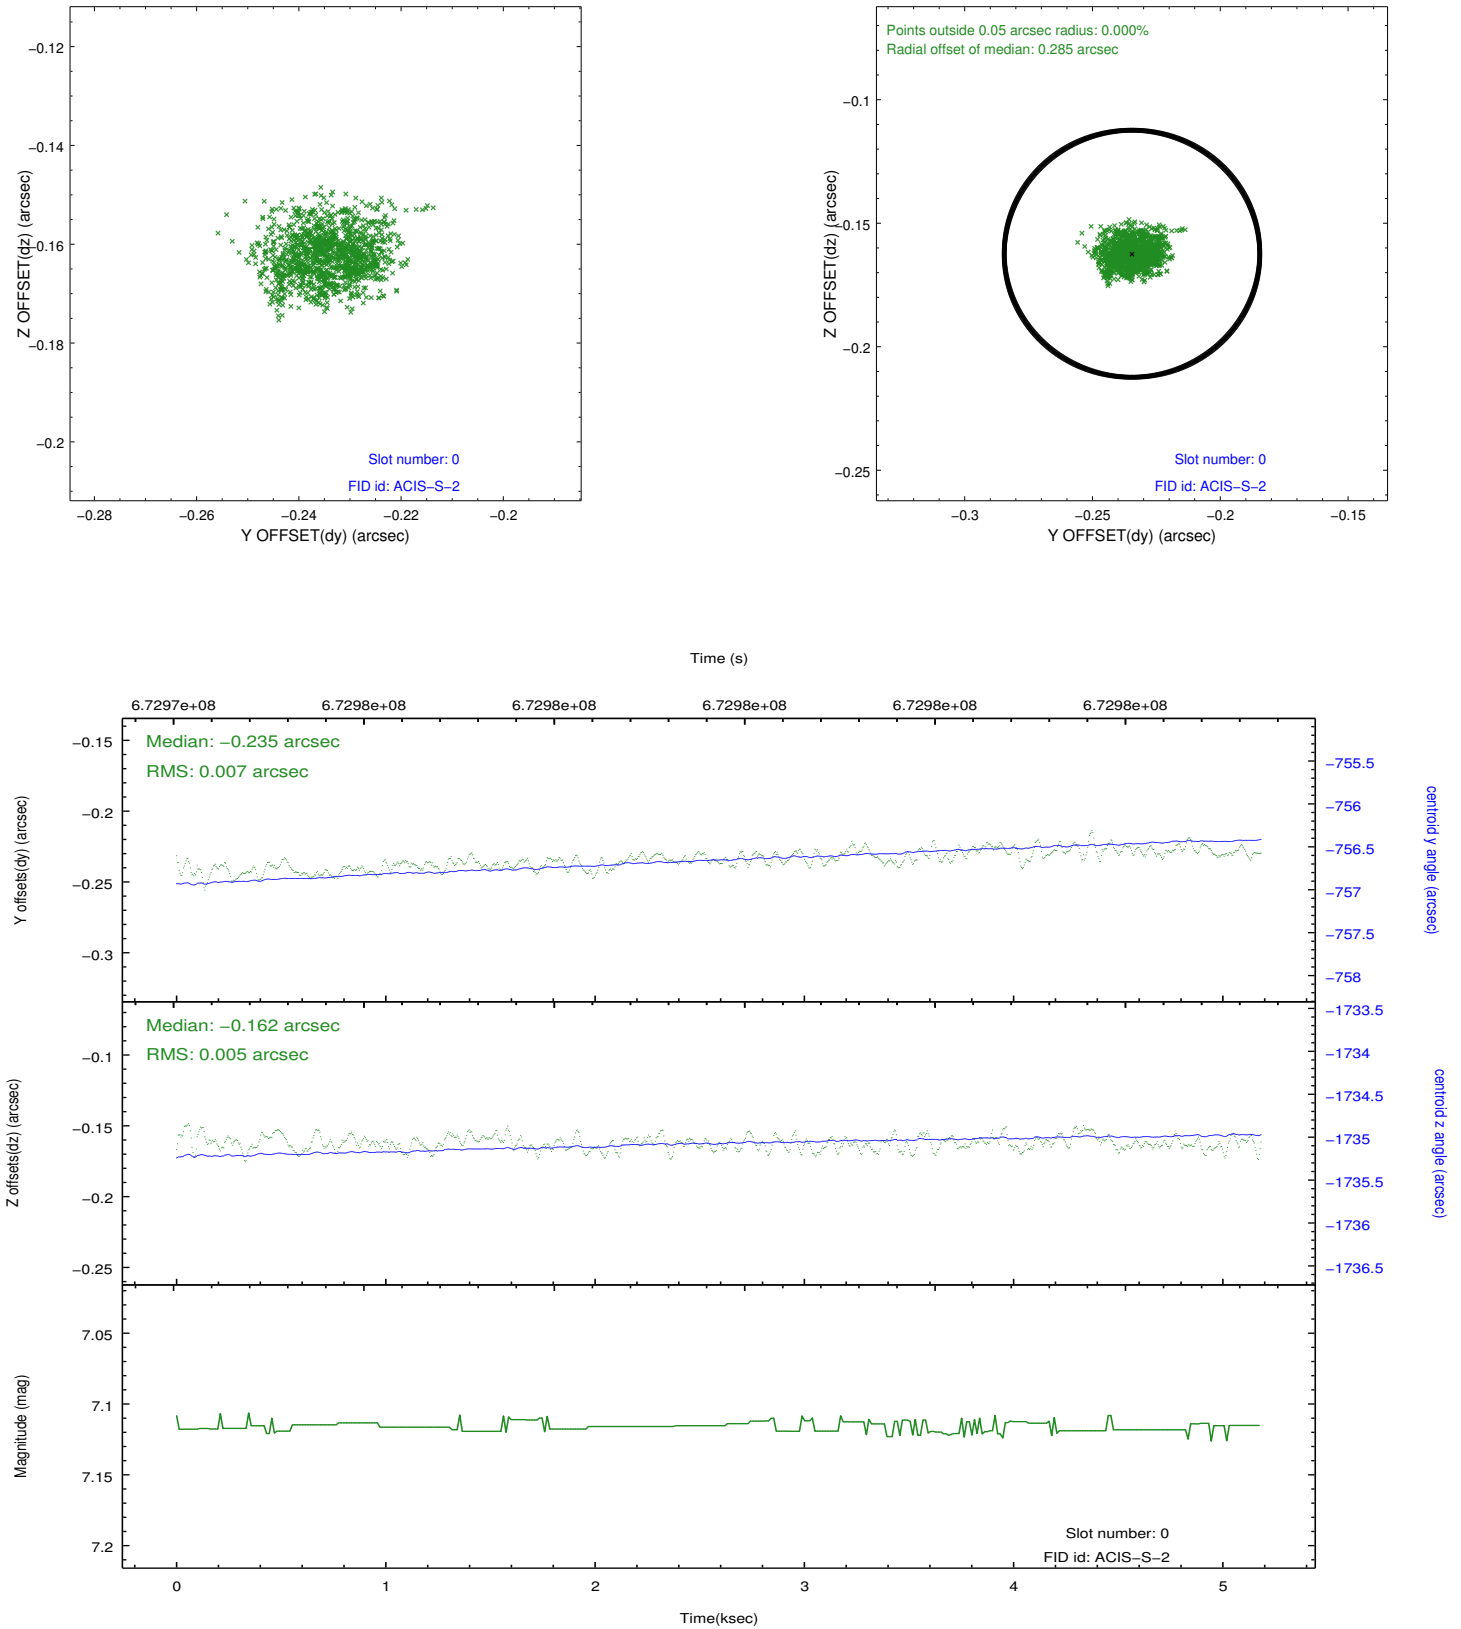 −0.12
−0.14
−0.16
−0.18
−0.2
Z OFFSET(dz) (arcsec)
Slot number: 0
FID id: ACIS−S−2
−0.28
−0.26
−0.24
−0.22
−0.2
Y OFFSET(dy) (arcsec)
Points outside 0.05 arcsec radius: 0.000%
Radial offset of median: 0.285 arcsec
−0.1
−0.15
−0.2
−0.25
Z OFFSET(dz) (arcsec)
Slot number: 0
FID id: ACIS−S−2
−0.3
−0.25
−0.2
−0.15
Y OFFSET(dy) (arcsec)
Time (s)
6.7297e+08
6.7298e+08
6.7298e+08
6.7298e+08
6.7298e+08
6.7298e+08
Median: −0.235 arcsec
RMS: 0.007 arcsec
−0.15
−0.2
−0.25
−0.3
Y offsets(dy) (arcsec)
−755.5
−756
−756.5
−757
−757.5
−758
centroid y angle (arcsec)
Median: −0.162 arcsec
RMS: 0.005 arcsec
−0.1
−0.15
−0.2
−0.25
Z offsets(dz) (arcsec)
−1733.5
−1734
−1734.5
−1735
−1735.5
−1736
−1736.5
centroid z angle (arcsec)
7.05
7.1
7.15
7.2
Magnitude (mag)
Slot number: 0
FID id: ACIS−S−2
0
1
2
3
4
5
Time(ksec)